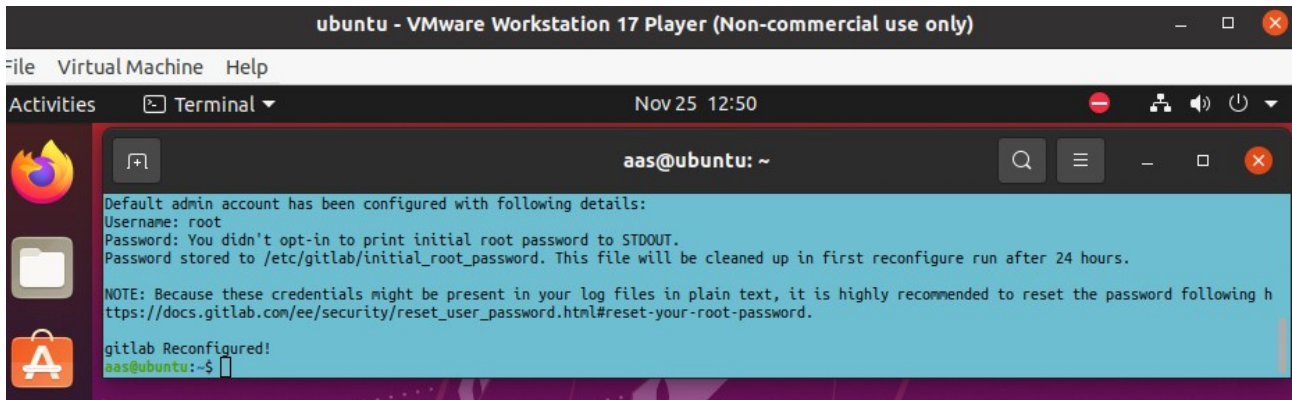 ubuntu - VMware Workstation 17 Player (Non-commercial use only)
File Virtual Machine Help
Activities Terminal Nov 25 12:50
aas@ubuntu: ~
Default admin account has been configured with following details:
Username: root
Password: You didn't opt-in to print initial root password to STDOUT.
Password stored to /etc/gitlab/initial_root_password. This file will be cleaned up in first reconfigure run after 24 hours.
NOTE: Because these credentials might be present in your log files in plain text, it is highly recommended to reset the password following h
ttps://docs.gitlab.com/ee/security/reset_user_password.html#reset-your-root-password.
gitlab Reconfigured!
aas@ubuntu:~$